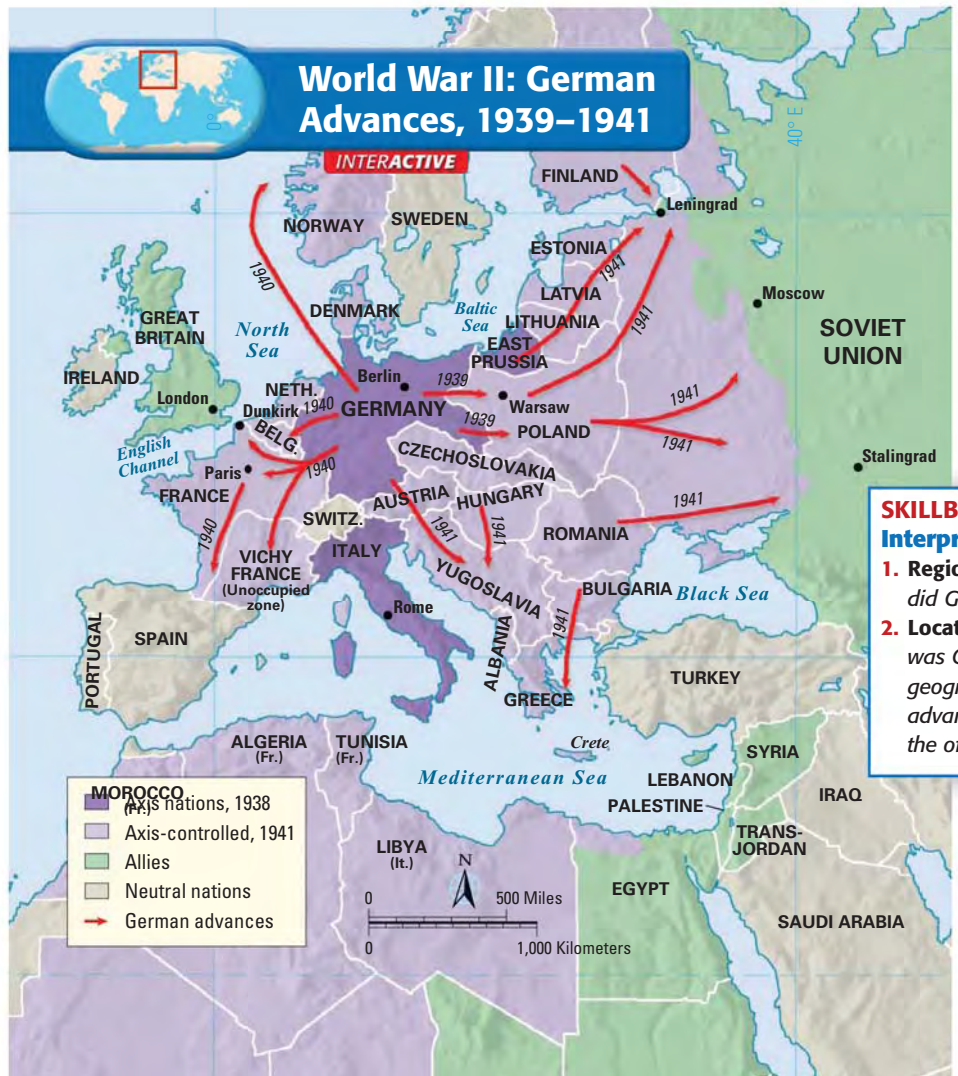 World War II: German
Advances, 1939–1941
INTERACTIVE
0°
40° E
FINLAND
Leningrad
NORWAY
SWEDEN
ESTONIA
1940
1941
LATVIA
Moscow
DENMARK
Baltic
Sea
LITHUANIA
1941
GREAT
BRITAIN
North
Sea
EAST
PRUSSIA
SOVIET
UNION
IRELAND
Berlin
NETH.
1939
London
Dunkirk
1940
GERMANY
Warsaw
1941
BELG.
1939
POLAND
English
Channel
1941
CZECHOSLOVAKIA
Stalingrad
Paris
1940
FRANCE
AUSTRIA
HUNGARY
1941
SWITZ.
1940
1941
1941
ROMANIA
ITALY
VICHY
FRANCE
(Unoccupied
zone)
YUGOSLAVIA
BULGARIA
Black Sea
Rome
1941
PORTUGAL
SPAIN
ALBANIA
TURKEY
GREECE
SKILLB
Interpr
1. Regio
did G
2. Locat
was G
geogr
advar
the of
ALGERIA
(Fr.)
TUNISIA
(Fr.)
Crete
SYRIA
Mediterranean Sea
LEBANON
IRAQ
PALESTINE
MOROCCO
(Fr.)
Axis nations, 1938
Axis-controlled, 1941
Allies
Neutral nations
German advances
TRANS-
JORDAN
LIBYA
(It.)
N
0 500 Miles
0 1,000 Kilometers
EGYPT
SAUDI ARABIA